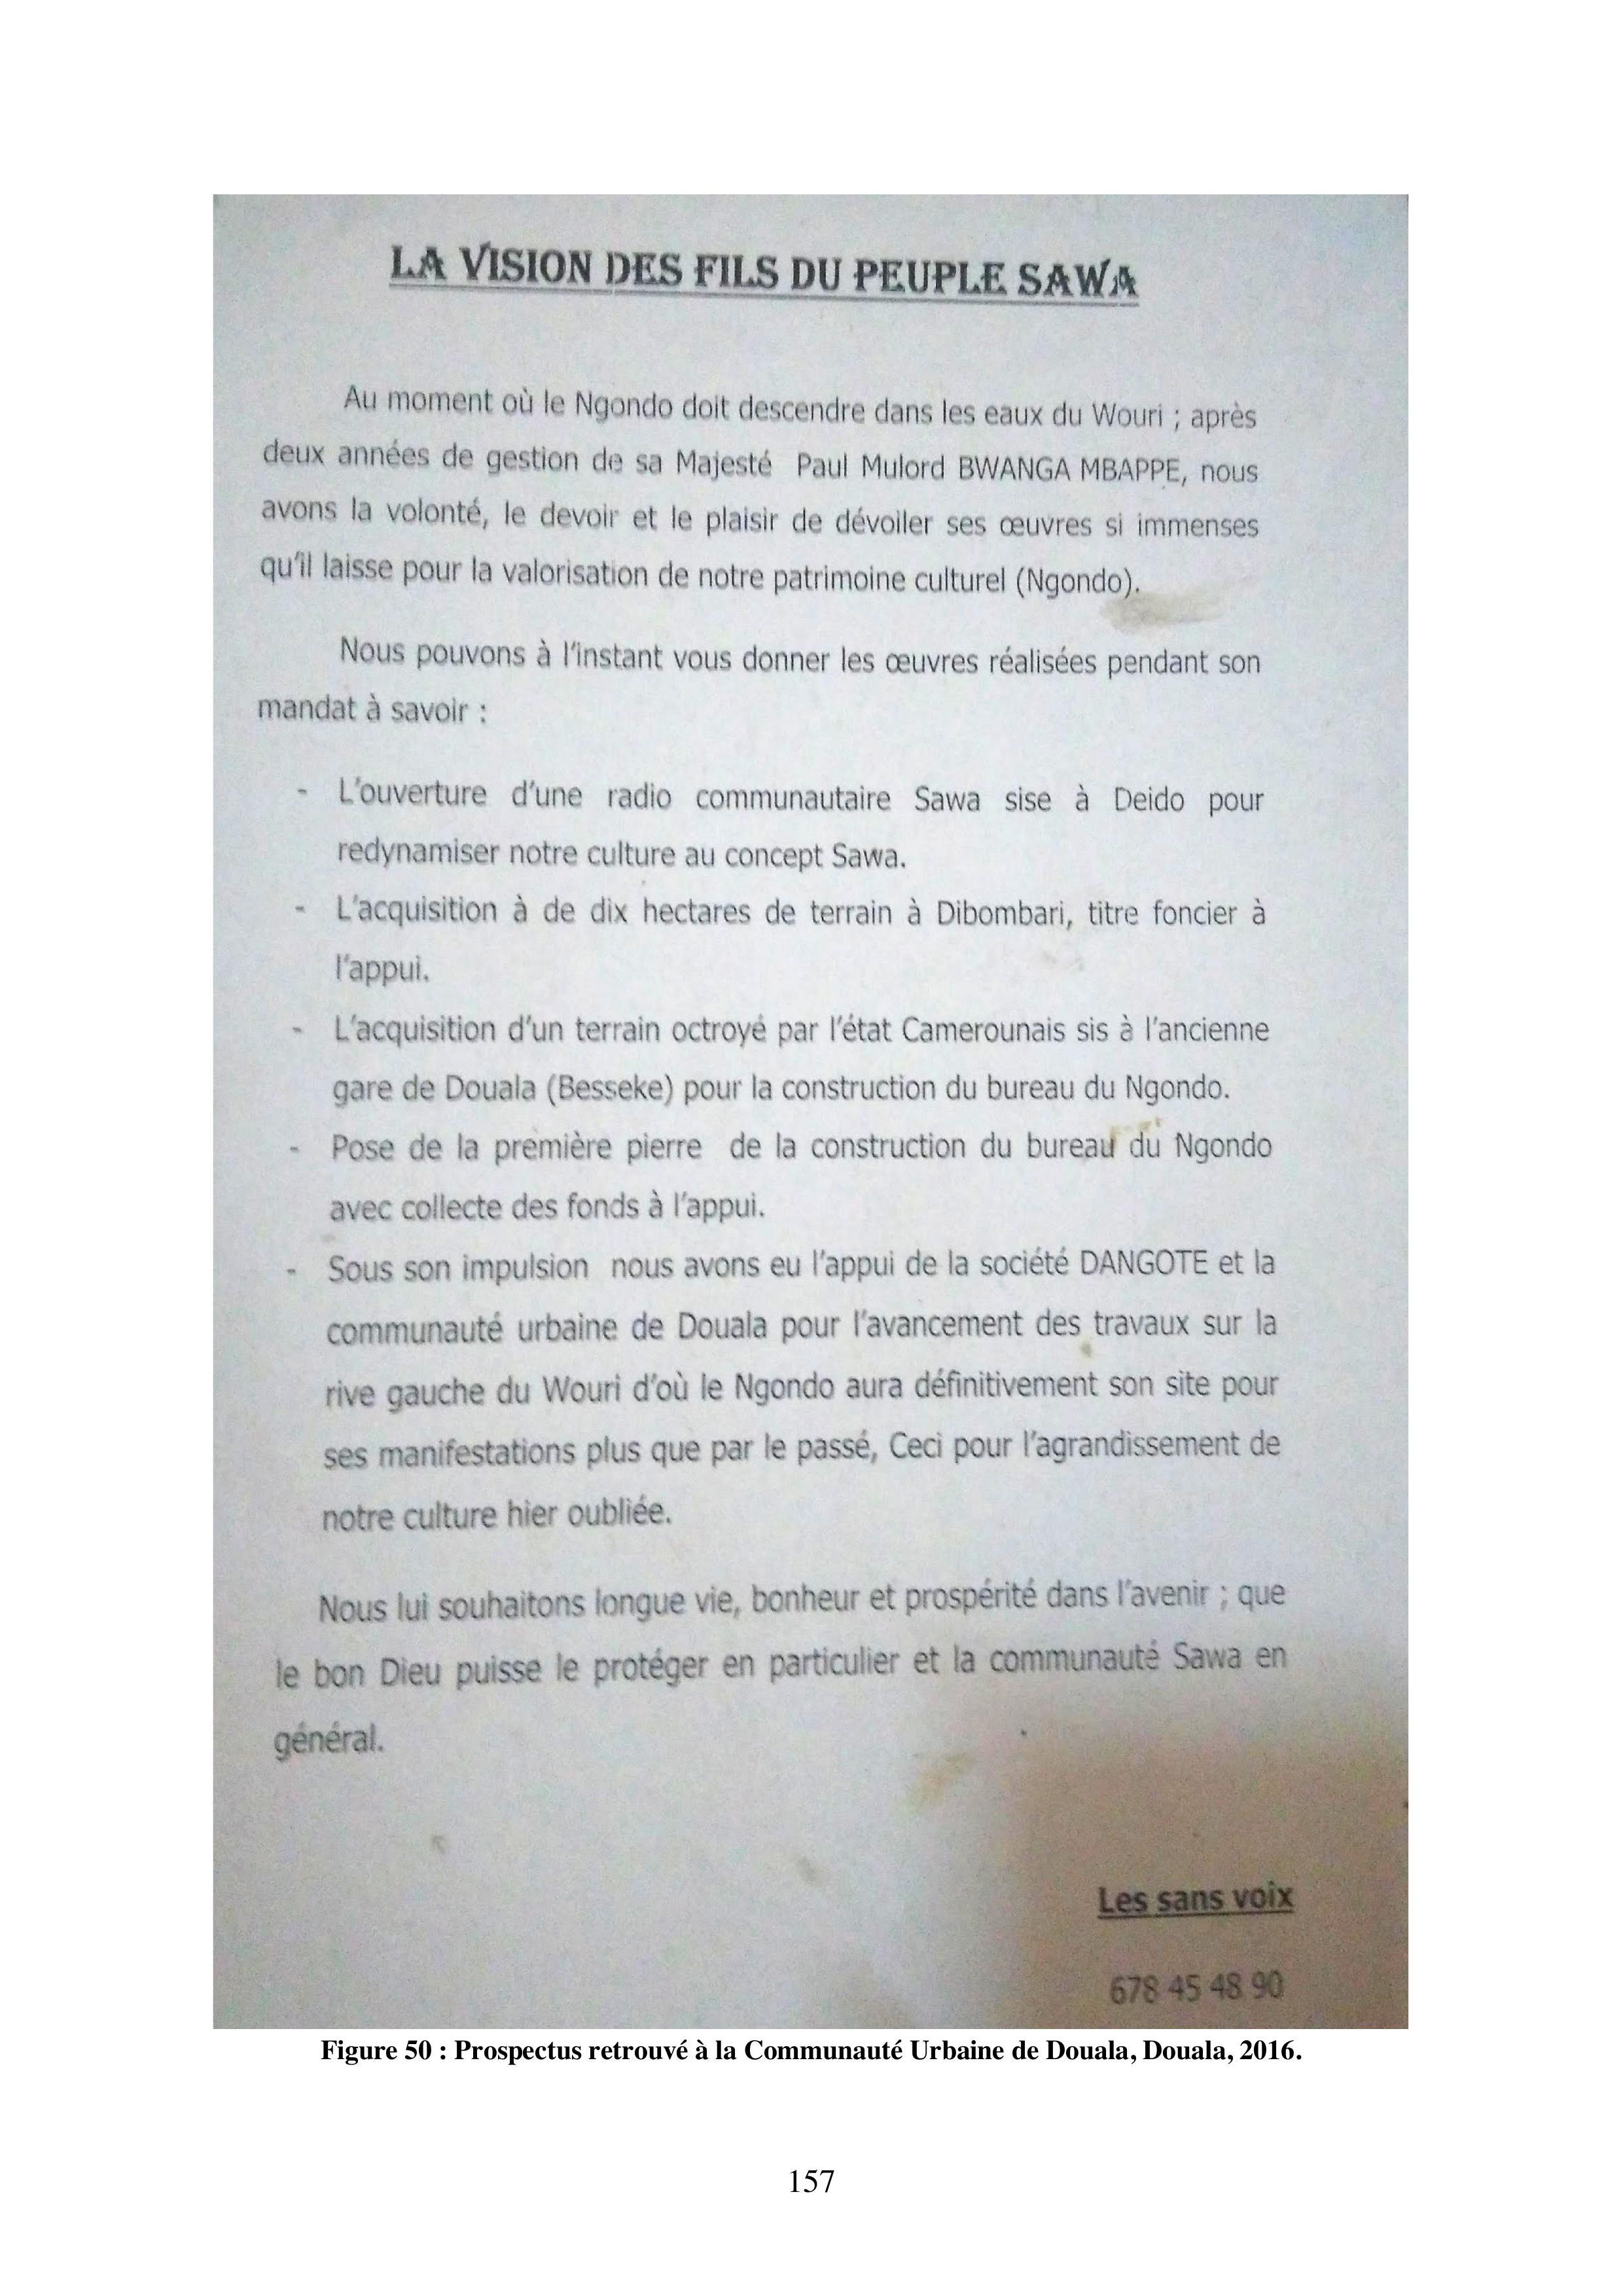 LA VISION DES FILS DU PEUPLE SAWA
Au moment où le Ngondo doit descendre dans les eaux du Wouri ; après
deux années de gestion de sa Majesté Paul Mulord BWANGA MBAPPE, nous
avons la volonté, le devoir et le plaisir de dévoiler ses œuvres si immenses
qu'il laisse pour la valorisation de notre patrimoine culturel (Ngondo).
Nous pouvons à l'instant vous donner les œuvres réalisées pendant son
mandat à savoir :
- L'ouverture d'une radio communautaire Sawa sise à Deido pour
redynamiser notre culture au concept Sawa.
- L'acquisition à de dix hectares de terrain à Dibombari, titre foncier à
l'appui.
- L'acquisition d'un terrain octroyé par l'état Camerounais sis à l'ancienne
gare de Douala (Besseke) pour la construction du bureau du Ngondo.
- Pose de la première pierre de la construction du bureau du Ngondo
avec collecte des fonds à l'appui.
- Sous son impulsion nous avons eu l'appui de la société DANGOTE et la
communauté urbaine de Douala pour l'avancement des travaux sur la
rive gauche du Wouri d'où le Ngondo aura définitivement son site pour
ses manifestations plus que par le passé, Ceci pour l'agrandissement de
notre culture hier oubliée.
Nous lui souhaitons longue vie, bonheur et prospérité dans l'avenir ; que
le bon Dieu puisse le protéger en particulier et la communauté Sawa en
général.
Les sans voix
678 45 48 90
Figure 50 : Prospectus retrouvé à la Communauté Urbaine de Douala, Douala, 2016.
157